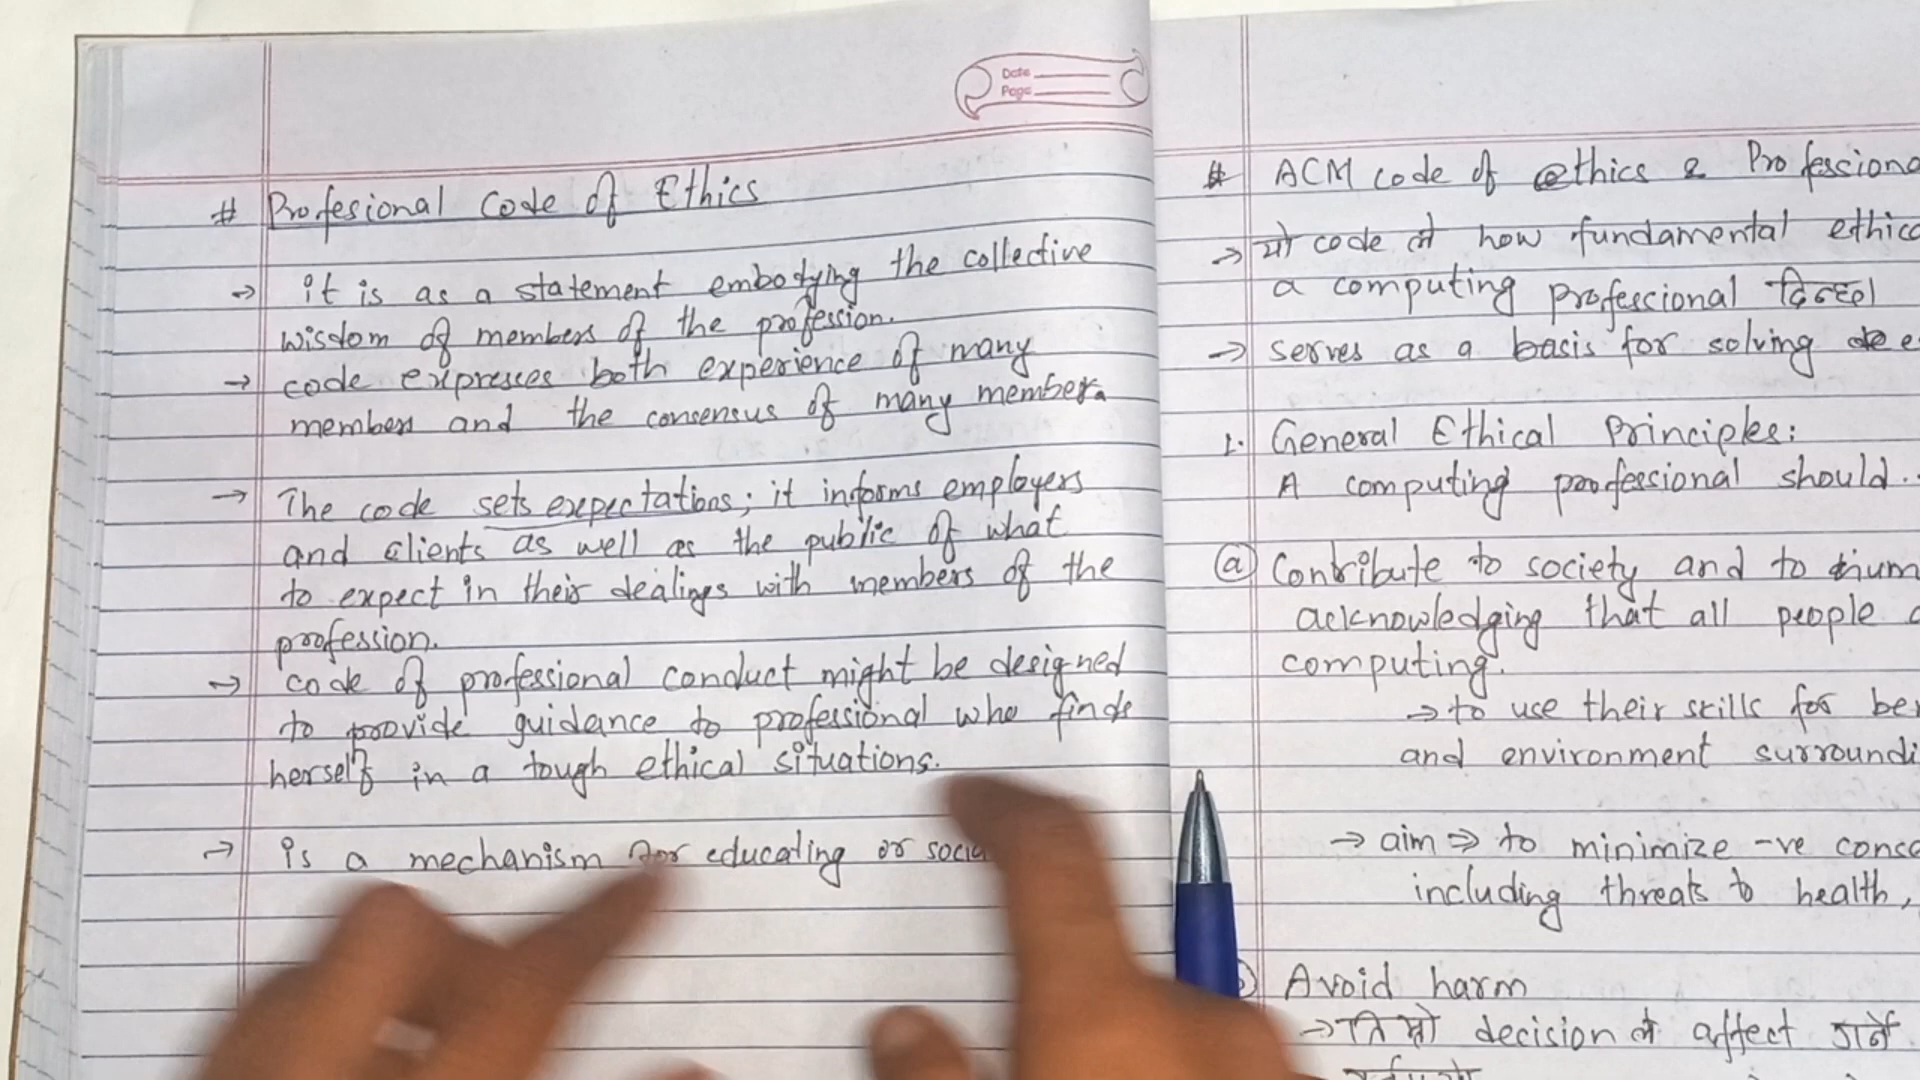 Date
Page
# Profesional Code of Ethics
→ it is as a statement embodying the collective
wisdom of members of the profession.
→ code expresses both experience of many
members and the consensus of many members.
→ The code sets expectations; it informs employers
and clients as well as the public of what
to expect in their dealings with members of the
profession.
→ code of professional conduct might be designed
to provide guidance to professional who finds
herself in a tough ethical situations.
→ is a mechanism for educating or
# ACM code of ethics &
→ यो code ले how fundamental
a computing professional
→ serves as a basis for solving
1. General Ethical Principles:
A computing professional should.
(a) Contribute to society and to
acknowledging that all people
computing.
→ to use their skills for
and environment
→ aim ⇒ to minimize -ve
including threats to health,
Avoid harm
→ decision ले affect गर्ने